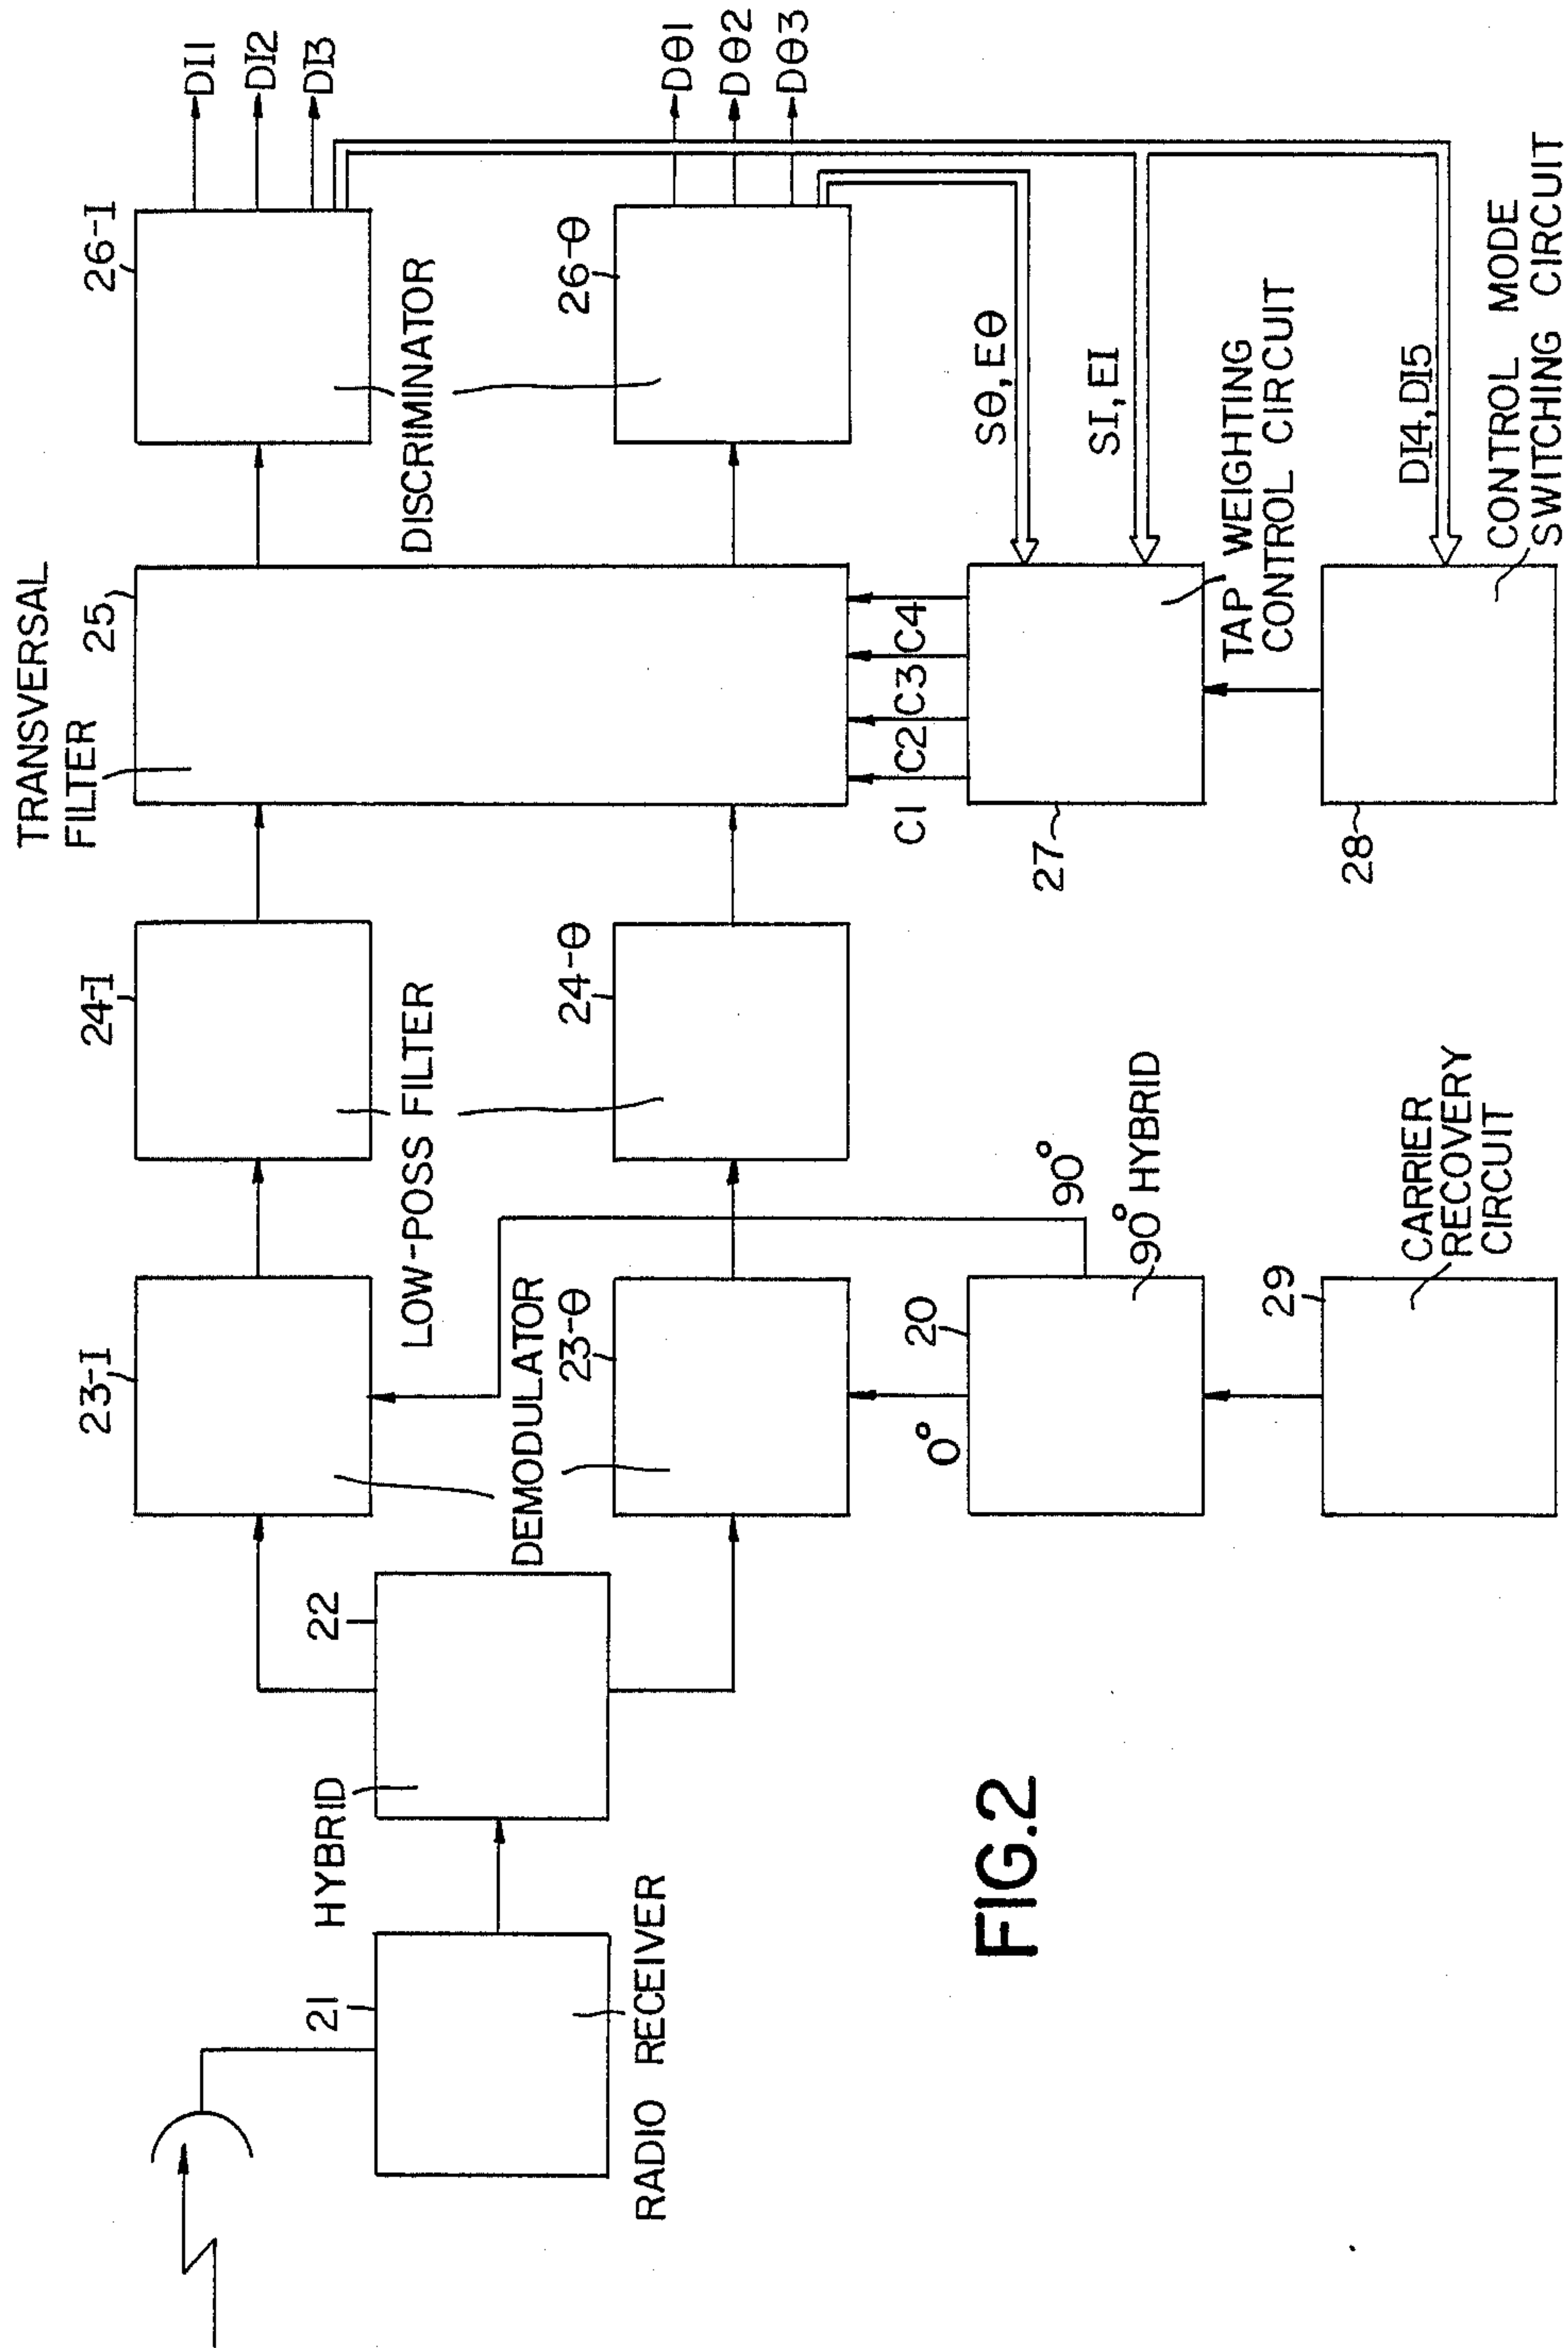 TRANSVERSAL
FILTER
25
26-I
DI1
DI2
DI3
24-I
23-I
DISCRIMINATOR
26-θ
Dθ1
Dθ2
Dθ3
LOW-POSS FILTER
24-θ
DEMODULATOR
23-θ
HYBRID
22
21
RADIO RECEIVER
C1
C2
C3
C4
Sθ,Eθ
SI,EI
27
TAP WEIGHTING
CONTROL CIRCUIT
0°
20
90°
90° HYBRID
DI4,DI5
28
CONTROL MODE
SWITCHING CIRCUIT
29
CARRIER
RECOVERY
CIRCUIT
FIG.2